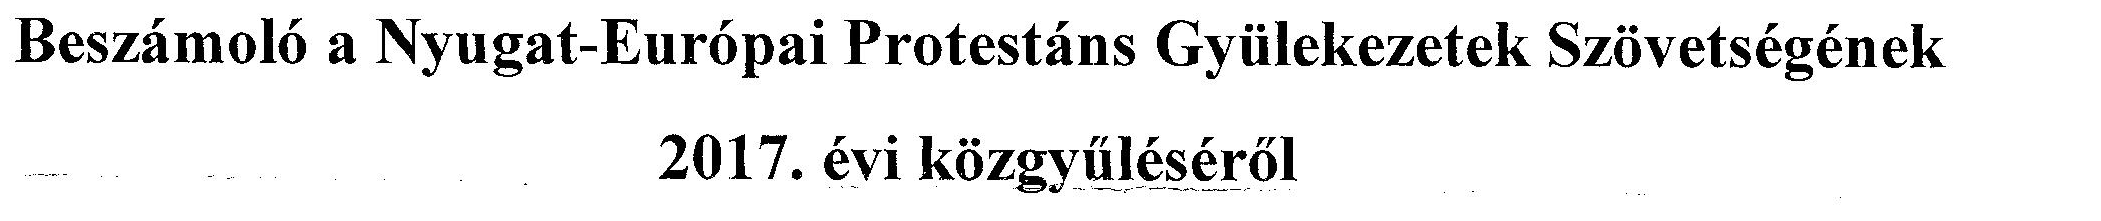 Beszámoló a Nyugat-Európai Protestáns Gyülekezetek Szövetségének
2017. évi közgyűléséről